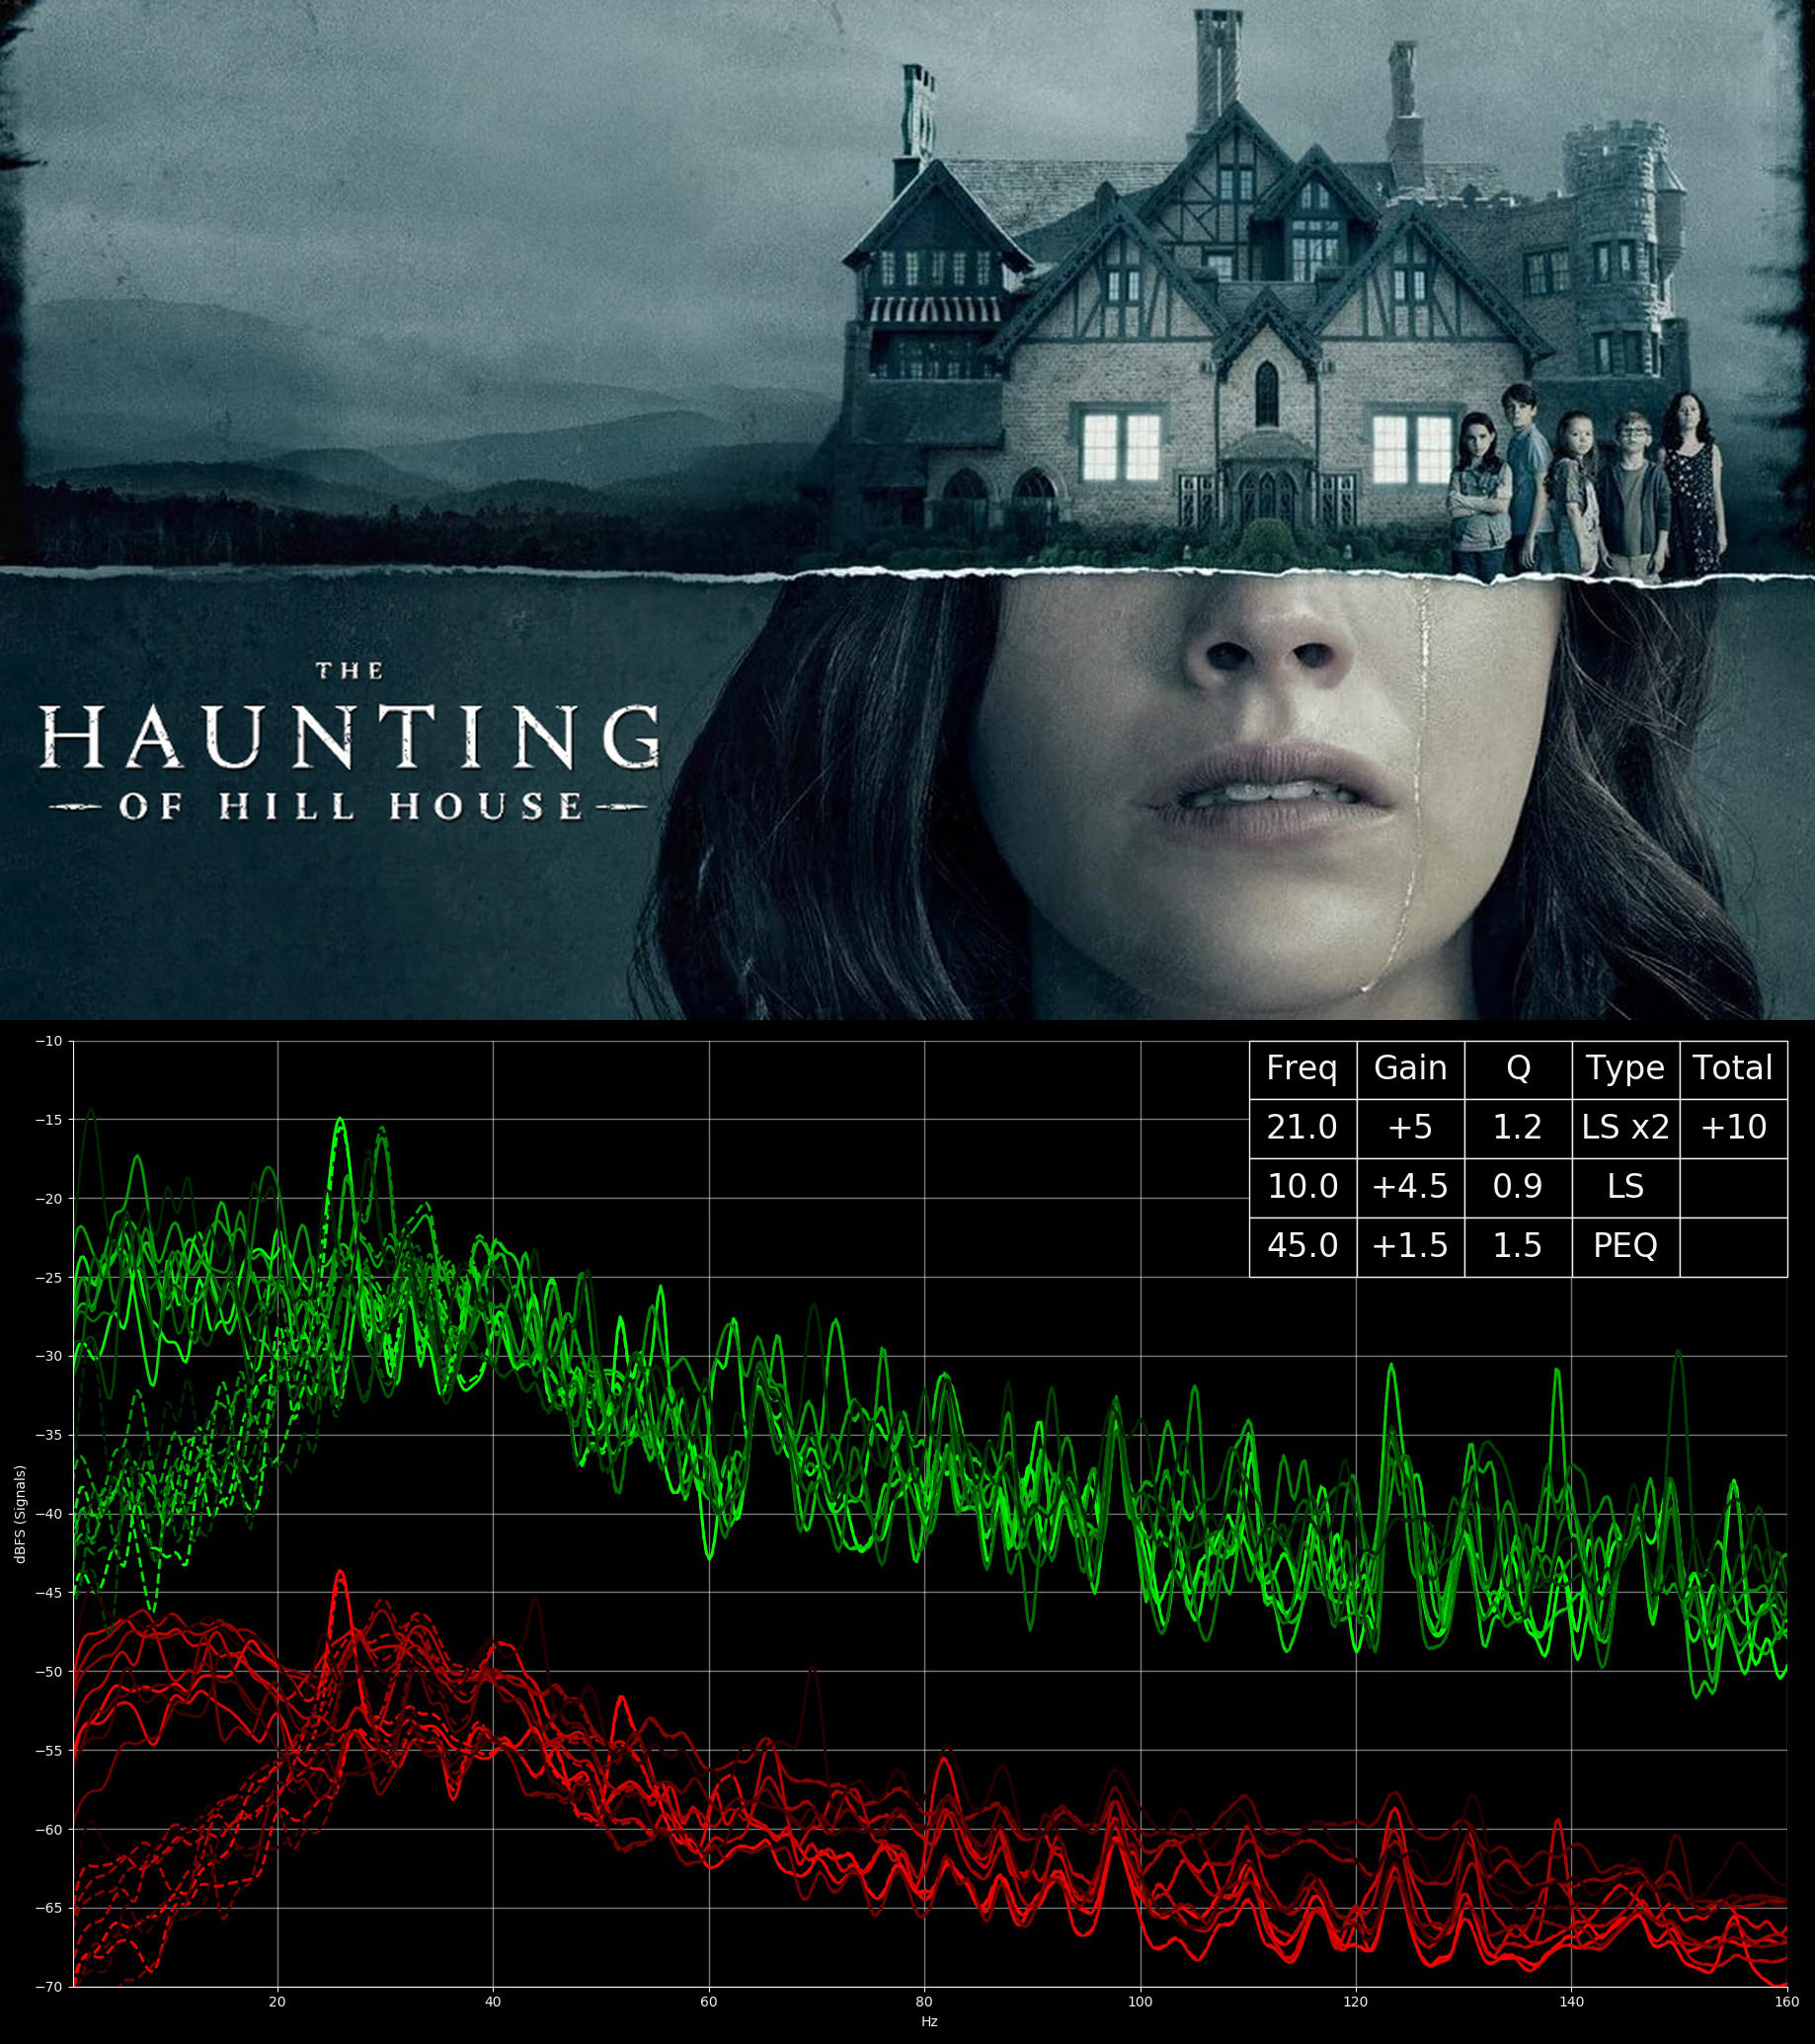 THE
HAUNTING
OF HILL HOUSE
Freq Gain Q Type Total
21.0 +5 1.2 LS x2 +10
10.0 +4.5 0.9 LS
45.0 +1.5 1.5 PEQ
−10
−15
−20
−25
−30
−35
−40
−45
−50
−55
−60
−65
−70
dBFS (Signals)
20 40 60 80 100 120 140 160
Hz